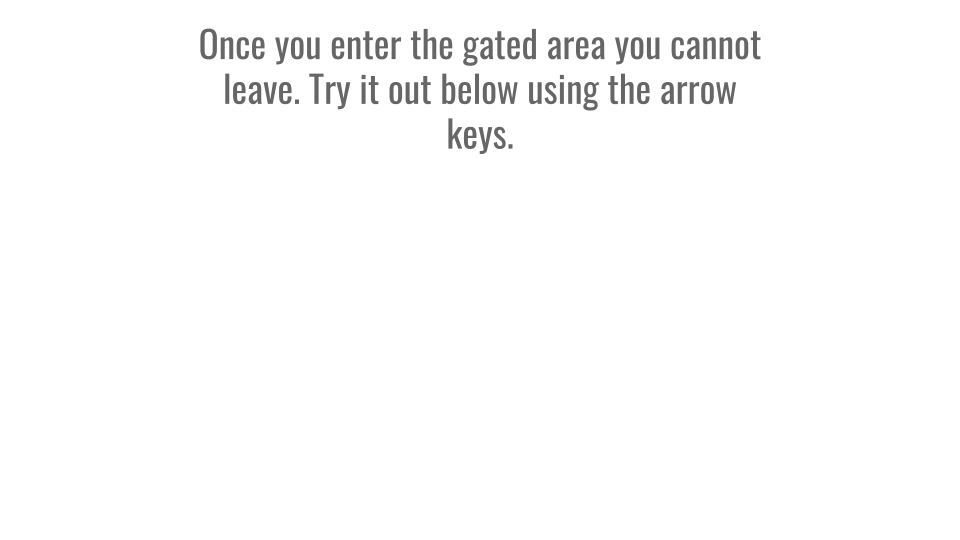 Once you enter the gated area you cannot
leave. Try it out below using the arrow
keys.